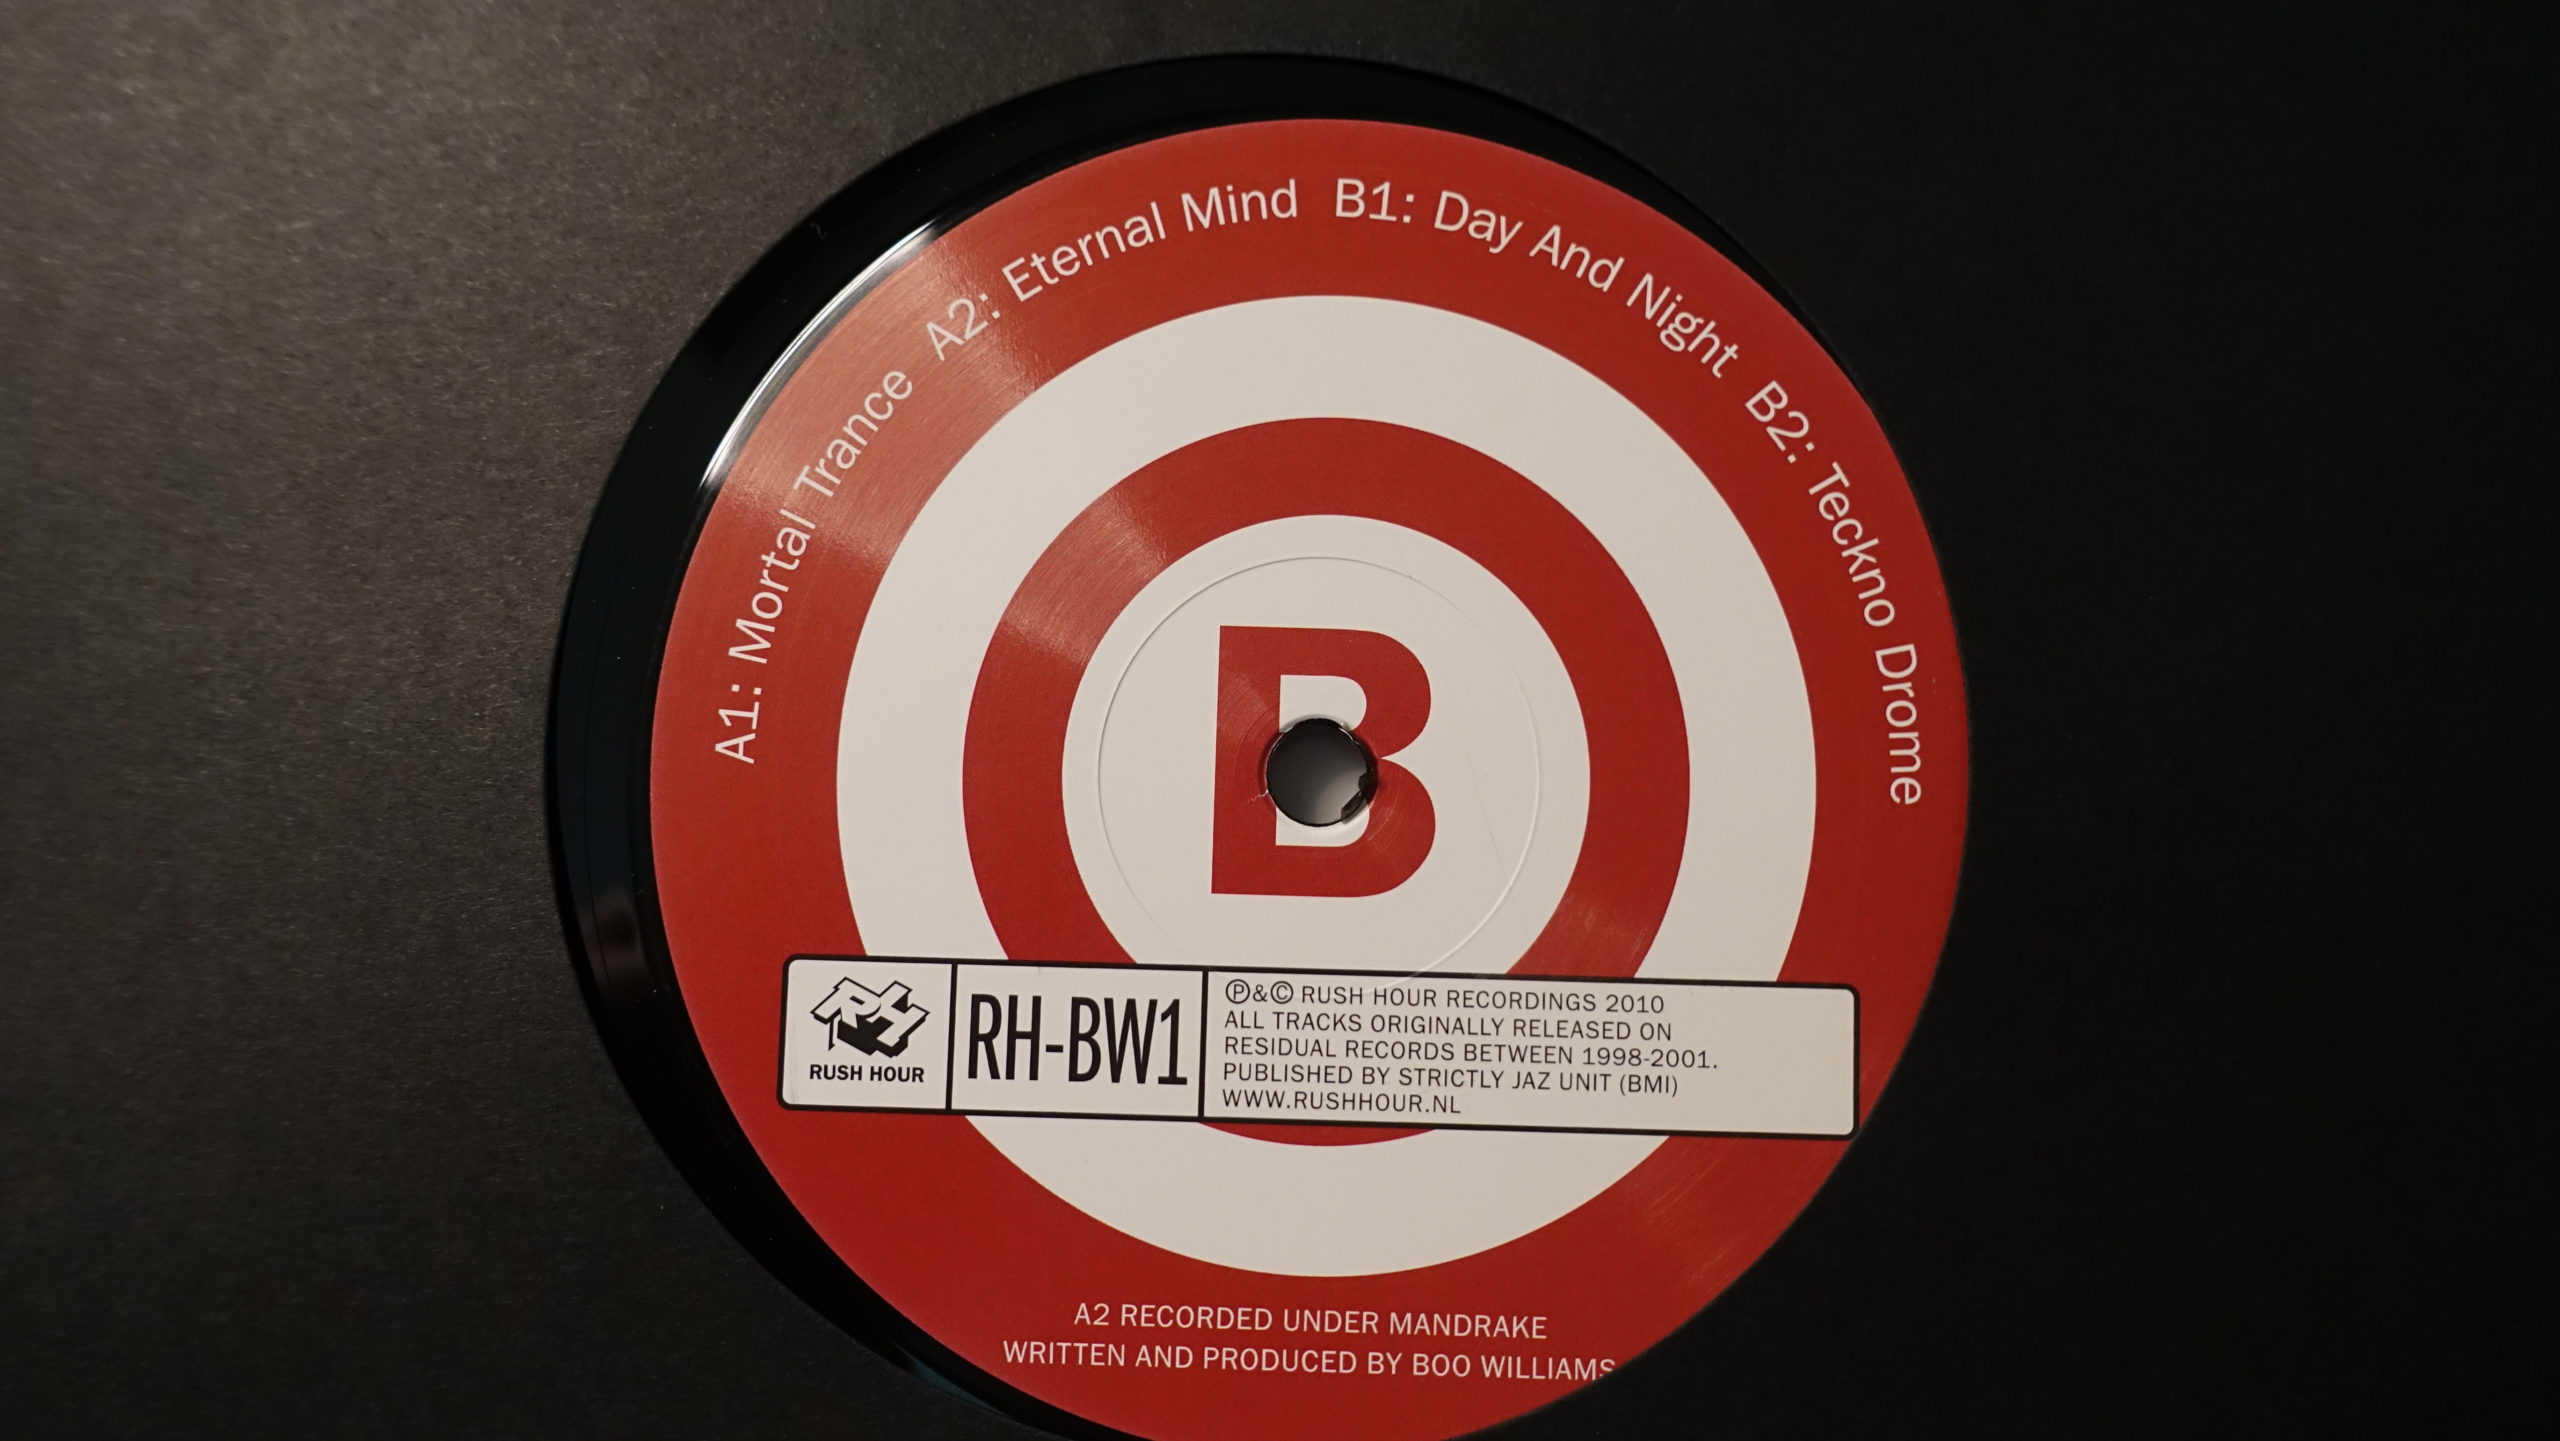 A1: Mortal Trance A2: Eternal Mind B1: Day And Night B2: Teckno Drome
B
RH
RUSH HOUR
RH-BW1
℗&© RUSH HOUR RECORDINGS 2010
ALL TRACKS ORIGINALLY RELEASED ON
RESIDUAL RECORDS BETWEEN 1998-2001.
PUBLISHED BY STRICTLY JAZ UNIT (BMI)
WWW.RUSHHOUR.NL
A2 RECORDED UNDER MANDRAKE
WRITTEN AND PRODUCED BY BOO WILLIAMS